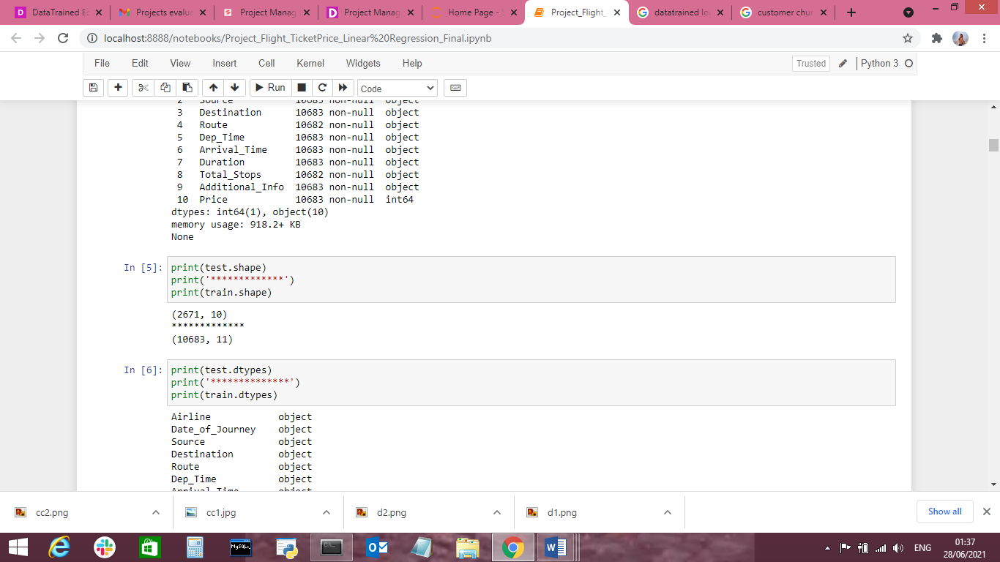 DataTrained Ed
Projects evalua
Project Manag
Project Manag
Home Page -
Project_Flight_
datatrained lo
customer chur
localhost:8888/notebooks/Project_Flight_TicketPrice_Linear%20Regression_Final.ipynb
File Edit View Insert Cell Kernel Widgets Help Trusted Python 3
Run Code
2 Source 10683 non-null object
3 Destination 10683 non-null object
4 Route 10682 non-null object
5 Dep_Time 10683 non-null object
6 Arrival_Time 10683 non-null object
7 Duration 10683 non-null object
8 Total_Stops 10682 non-null object
9 Additional_Info 10683 non-null object
10 Price 10683 non-null int64
dtypes: int64(1), object(10)
memory usage: 918.2+ KB
None
In [5]: print(test.shape)
print('*************')
print(train.shape)
(2671, 10)
*************
(10683, 11)
In [6]: print(test.dtypes)
print('**************')
print(train.dtypes)
Airline object
Date_of_Journey object
Source object
Destination object
Route object
Dep_Time object
Arrival_Time object
cc2.png
cc1.jpg
d2.png
d1.png
Show all
MySQL
ENG
01:37
28/06/2021